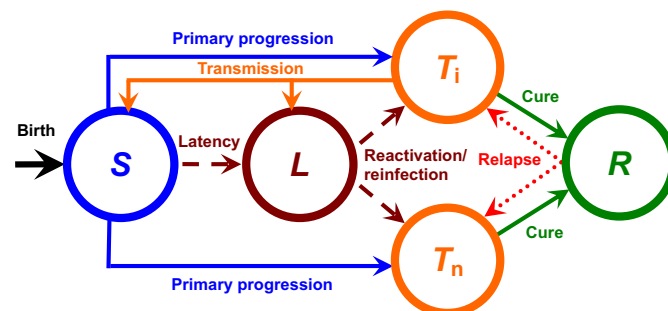 Primary progression
Transmission
Ti
Cure
Birth
S
Latency
L
Reactivation/
reinfection
Relapse
R
Tn
Cure
Primary progression